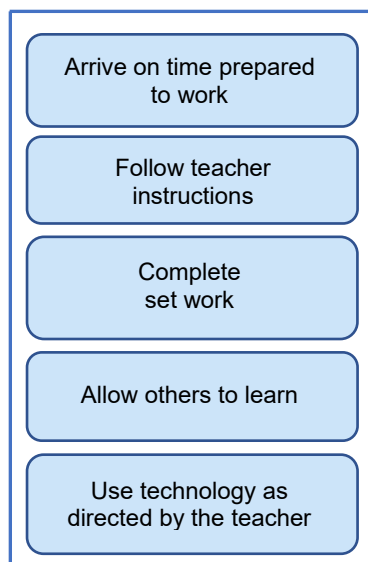 Arrive on time prepared
to work
Follow teacher
instructions
Complete
set work
Allow others to learn
Use technology as
directed by the teacher